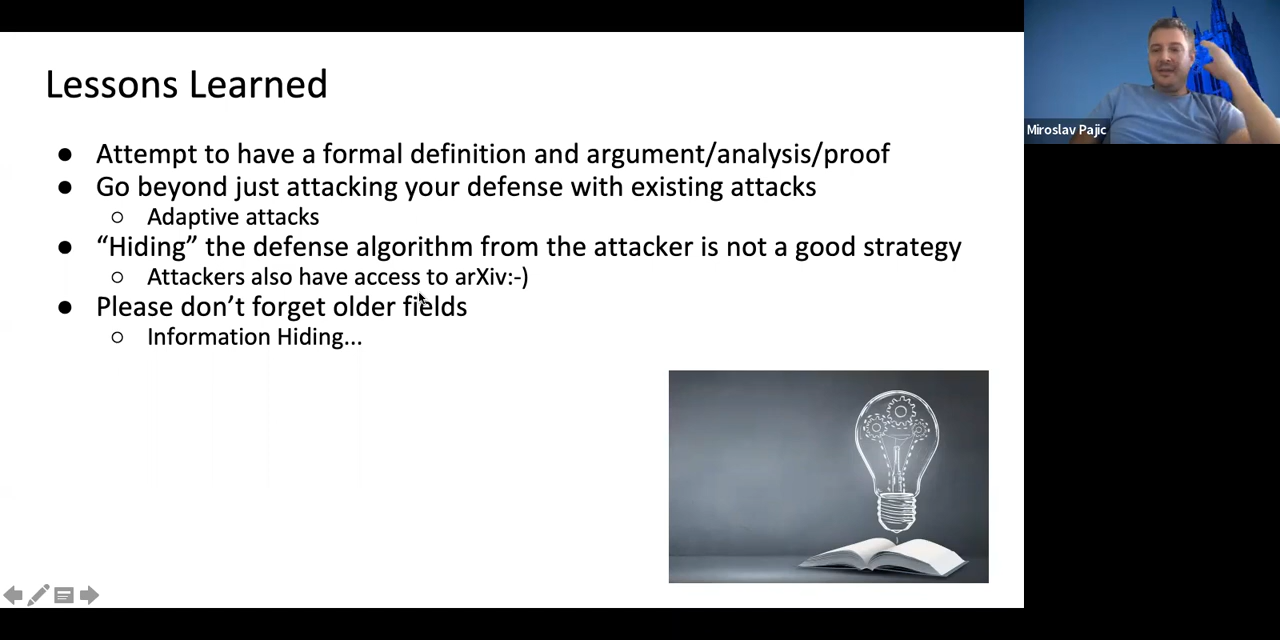 Lessons Learned
● Attempt to have a formal definition and argument/analysis/proof
● Go beyond just attacking your defense with existing attacks
○ Adaptive attacks
● “Hiding” the defense algorithm from the attacker is not a good strategy
○ Attackers also have access to arXiv:-)
● Please don’t forget older fields
○ Information Hiding...
Miroslav Pajic